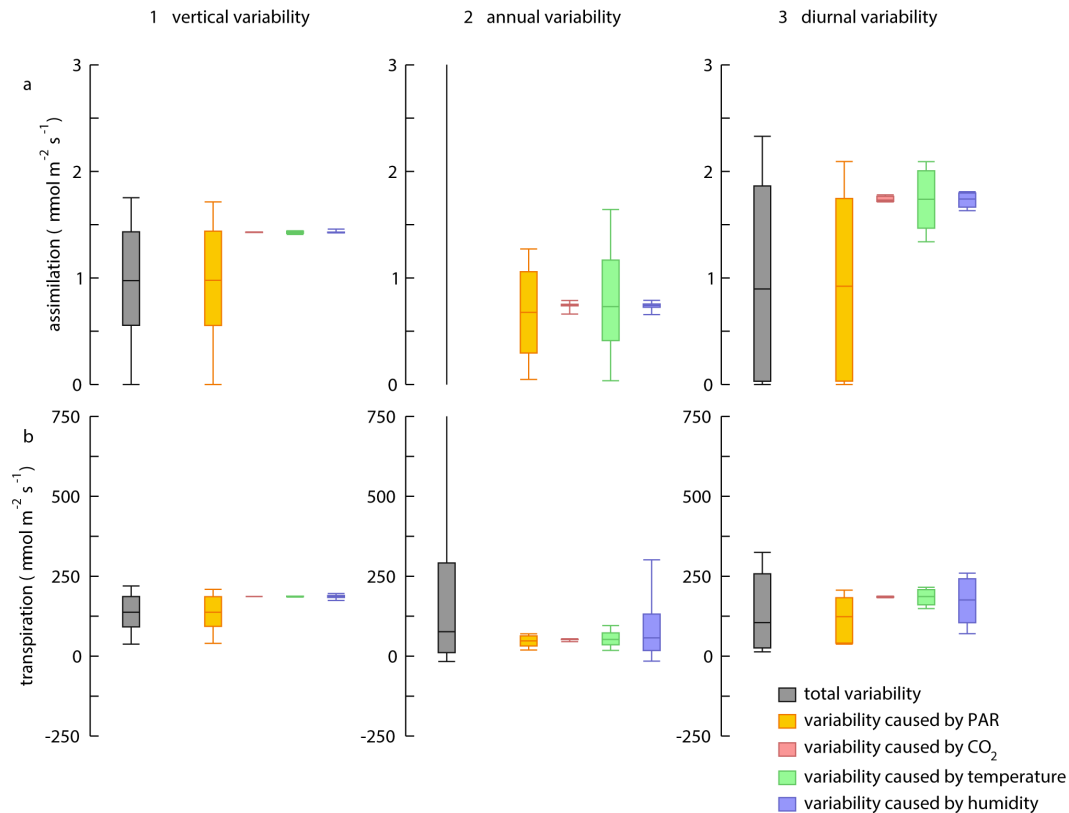 1 vertical variability
2 annual variability
3 diurnal variability
a
assimilation ( mmol m-2 s-1)
3
2
1
0
3
2
1
0
3
2
1
0
b
transpiration ( mmol m-2 s-1)
750
500
250
0
-250
750
500
250
0
-250
750
500
250
0
-250
total variability
variability caused by PAR
variability caused by CO2
variability caused by temperature
variability caused by humidity